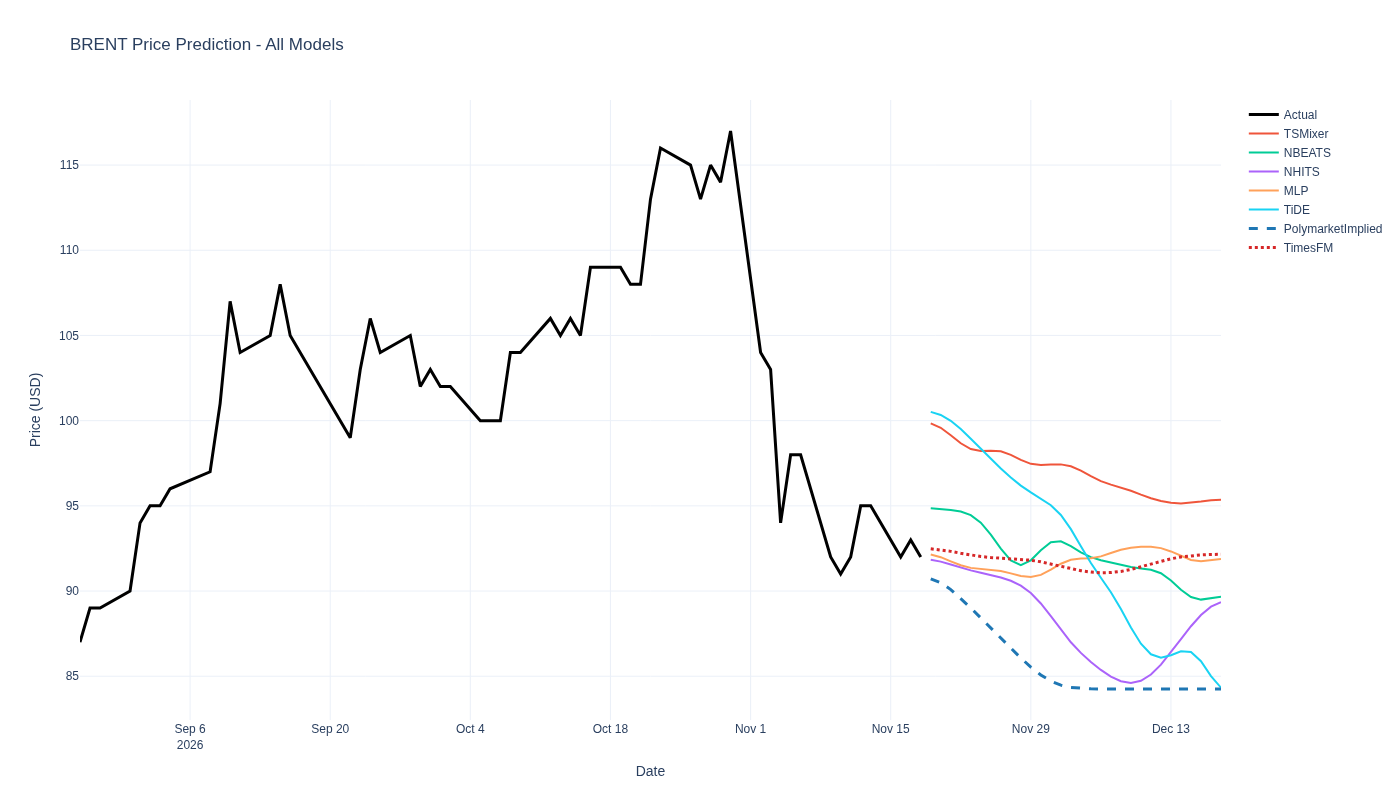 BRENT Price Prediction - All Models
Actual
TSMixer
NBEATS
NHITS
MLP
TiDE
PolymarketImplied
TimesFM
Price (USD)
115
110
105
100
95
90
85
Sep 6
2026
Sep 20
Oct 4
Oct 18
Nov 1
Nov 15
Nov 29
Dec 13
Date